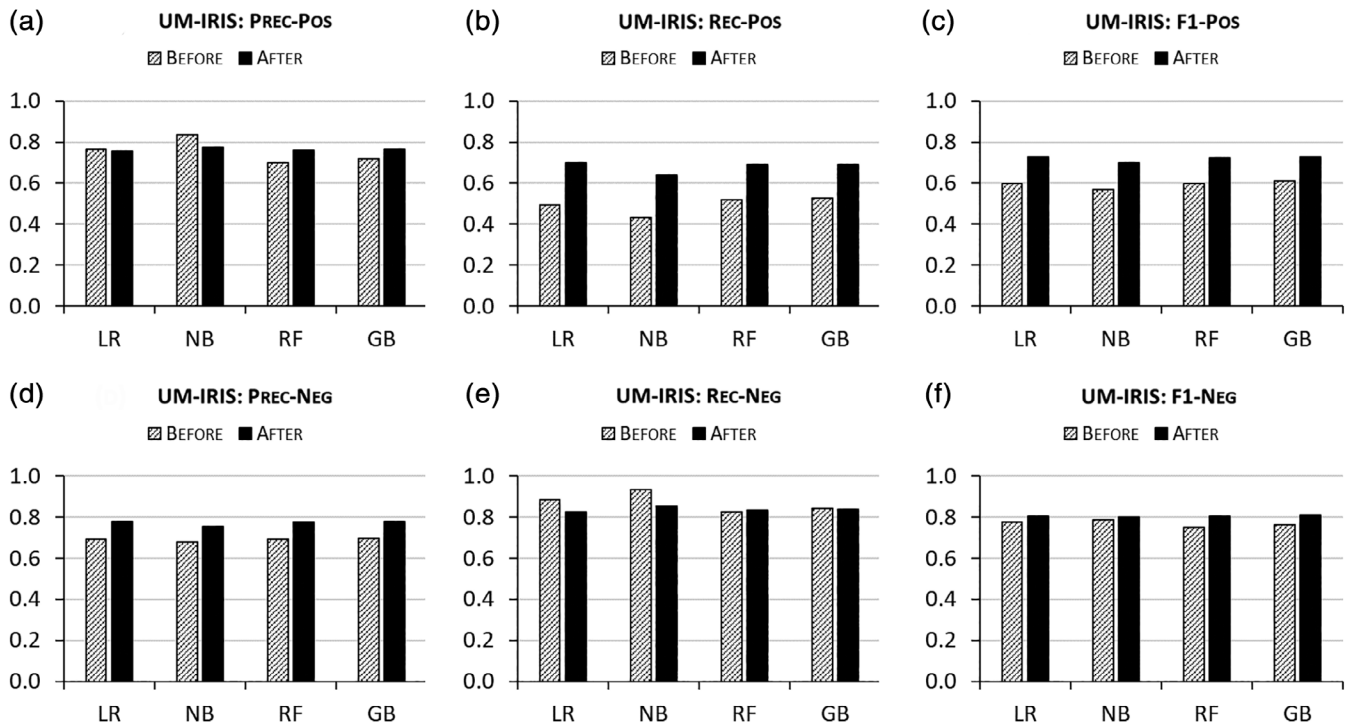 (a) UM-IRIS: PREC-POS
BEFORE AFTER
1.0
0.8
0.6
0.4
0.2
0.0
LR NB RF GB
(b) UM-IRIS: REC-POS
BEFORE AFTER
1.0
0.8
0.6
0.4
0.2
0.0
LR NB RF GB
(c) UM-IRIS: F1-POS
BEFORE AFTER
1.0
0.8
0.6
0.4
0.2
0.0
LR NB RF GB
(d) UM-IRIS: PREC-NEG
BEFORE AFTER
1.0
0.8
0.6
0.4
0.2
0.0
LR NB RF GB
(e) UM-IRIS: REC-NEG
BEFORE AFTER
1.0
0.8
0.6
0.4
0.2
0.0
LR NB RF GB
(f) UM-IRIS: F1-NEG
BEFORE AFTER
1.0
0.8
0.6
0.4
0.2
0.0
LR NB RF GB